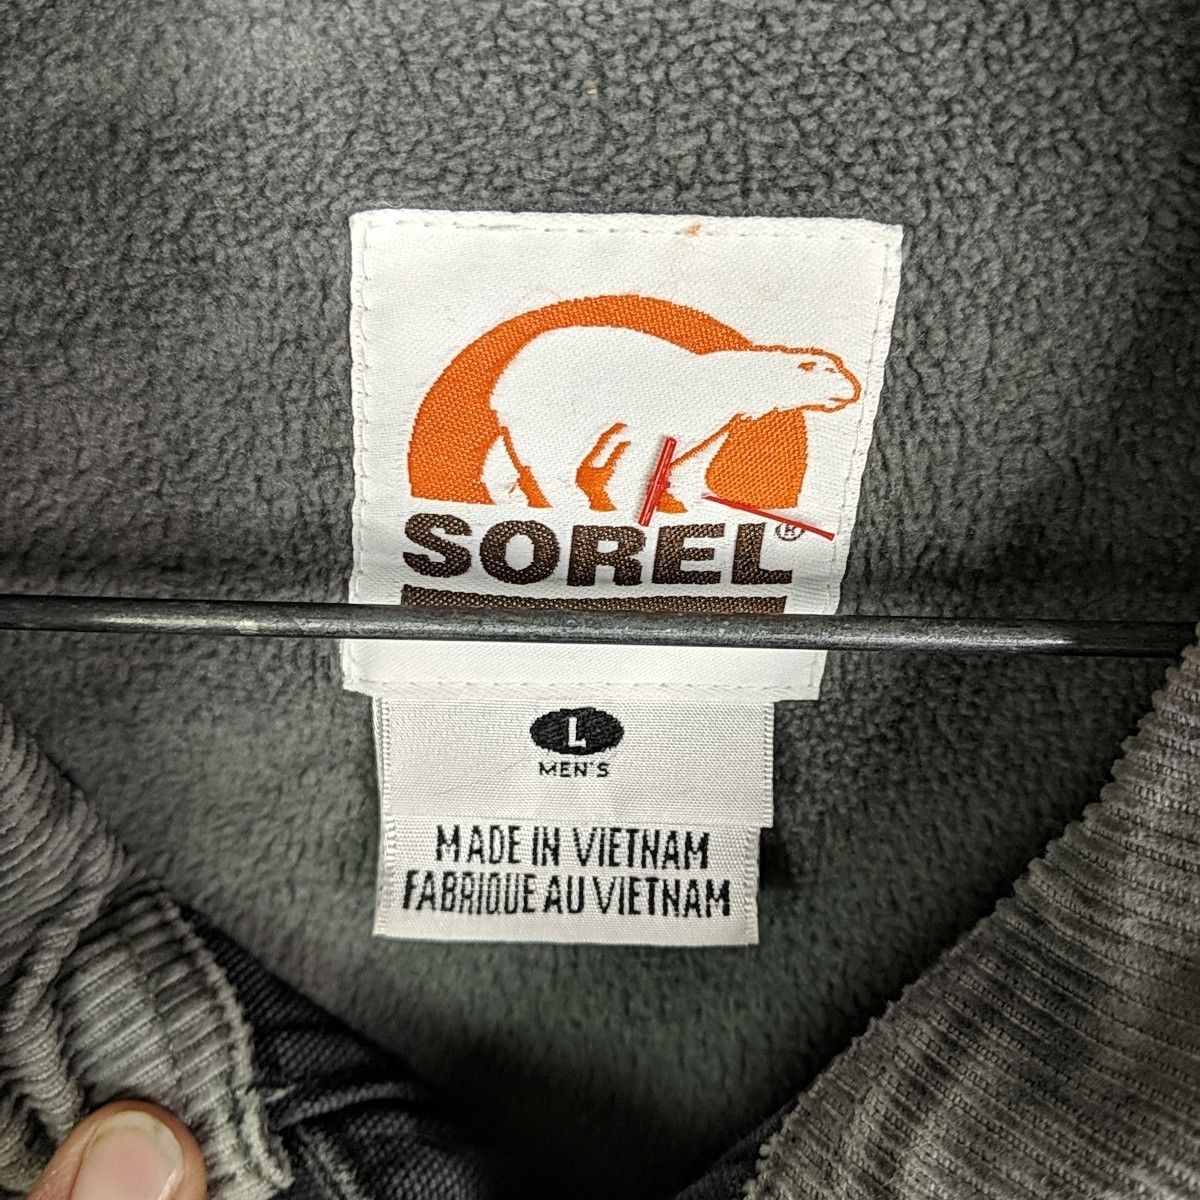 SOREL®
L
MEN'S
MADE IN VIETNAM
FABRIQUE AU VIETNAM